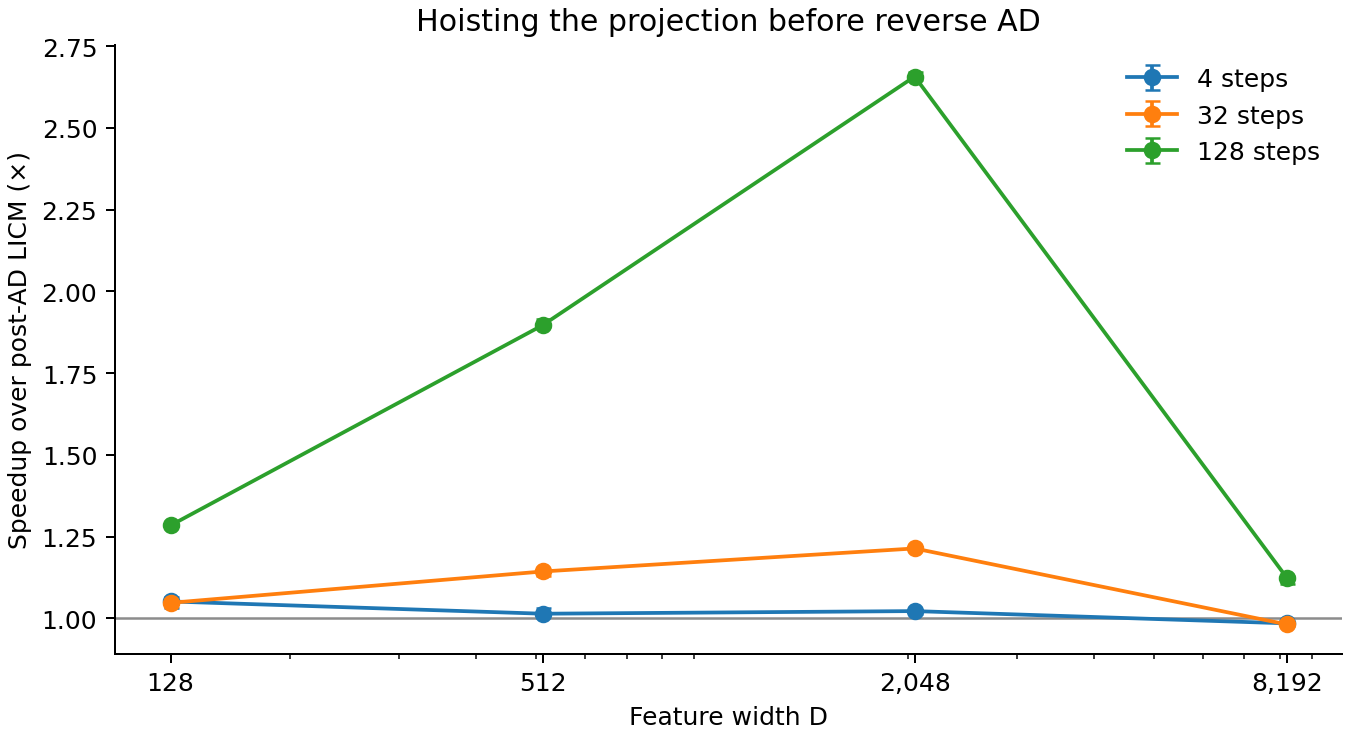 Hoisting the projection before reverse AD
Speedup over post-AD LICM (×)
2.75
2.50
2.25
2.00
1.75
1.50
1.25
1.00
4 steps
32 steps
128 steps
128
512
2,048
8,192
Feature width D